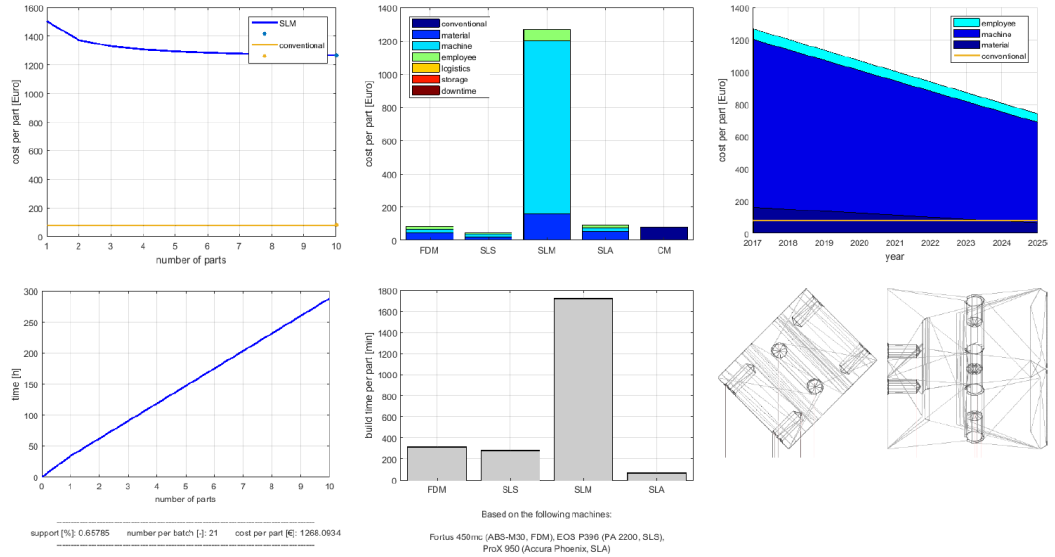 1600
1400
1200
1000
800
600
400
200
0
1 2 3 4 5 6 7 8 9 10
number of parts
cost per part [Euro]
SLM
conventional
1400
1200
1000
800
600
400
200
0
FDM SLS SLM SLA CM
cost per part [Euro]
conventional
material
machine
employee
logistics
storage
downtime
1400
1200
1000
800
600
400
200
0
2017 2018 2019 2020 2021 2022 2023 2024 2025
year
cost per part [Euro]
employee
machine
material
conventional
300
250
200
150
100
50
0
0 1 2 3 4 5 6 7 8 9 10
number of parts
time [h]
1800
1600
1400
1200
1000
800
600
400
200
0
FDM SLS SLM SLA
build time per part [min]
support [%]: 0.65785 number per batch [-]: 21 cost per part [€]: 1268.0934
Based on the following machines:
Fortus 450mc (ABS-M30, FDM), EOS P396 (PA 2200, SLS),
ProX 950 (Accura Phoenix, SLA)